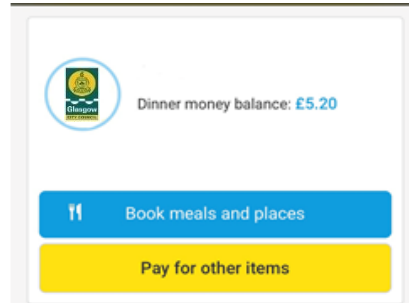 Glasgow
CITY COUNCIL
Dinner money balance: £5.20
Book meals and places
Pay for other items